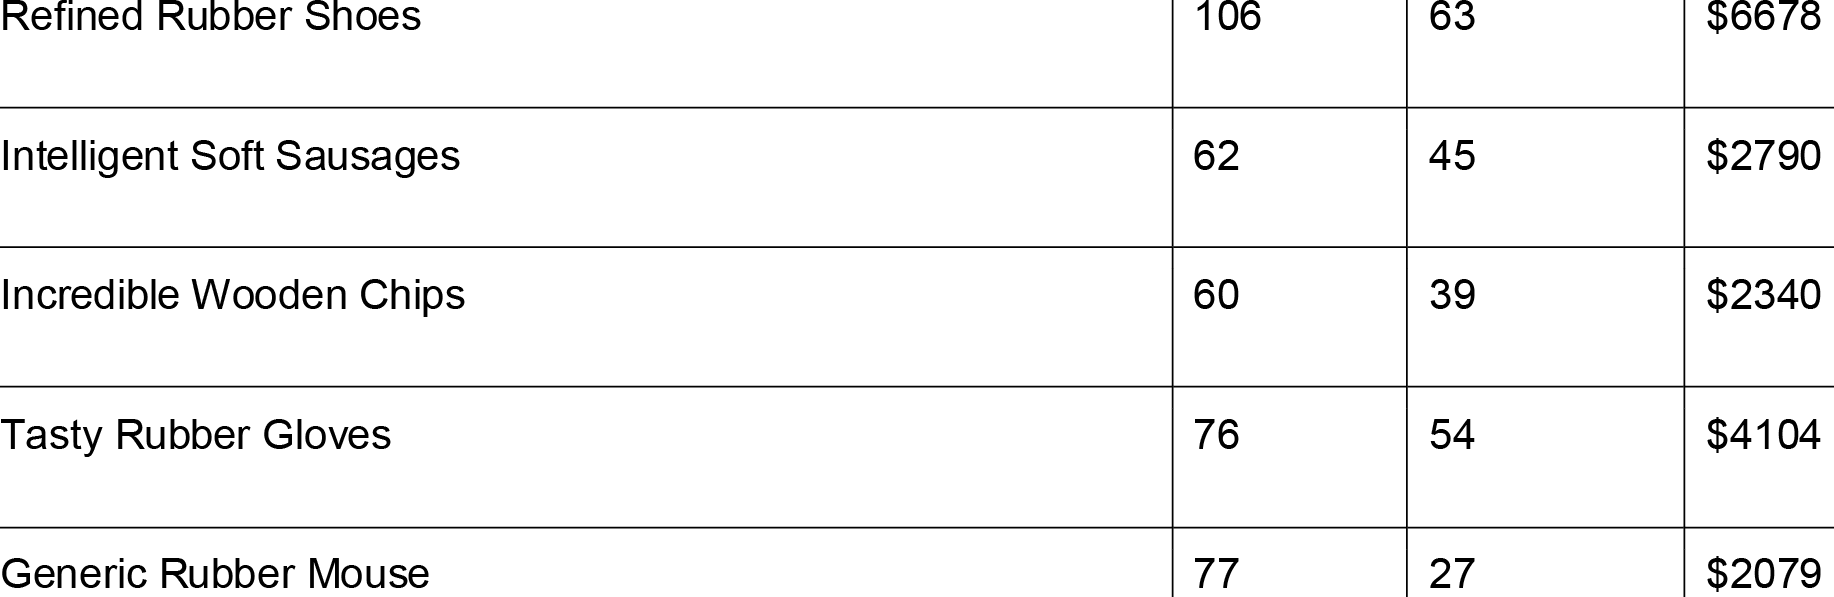 Refined Rubber Shoes 106 63 $6678
Intelligent Soft Sausages 62 45 $2790
Incredible Wooden Chips 60 39 $2340
Tasty Rubber Gloves 76 54 $4104
Generic Rubber Mouse 77 27 $2079